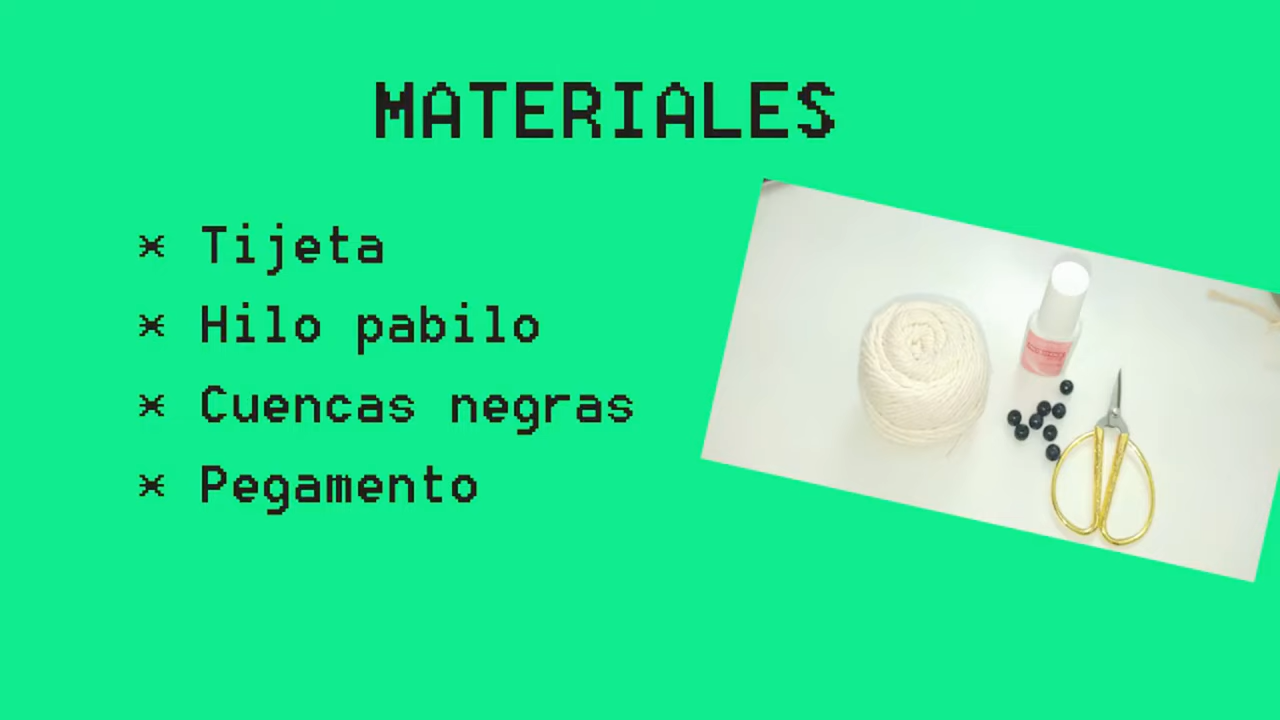 MATERIALES
* Tijeta
* Hilo pabilo
* Cuencas negras
* Pegamento